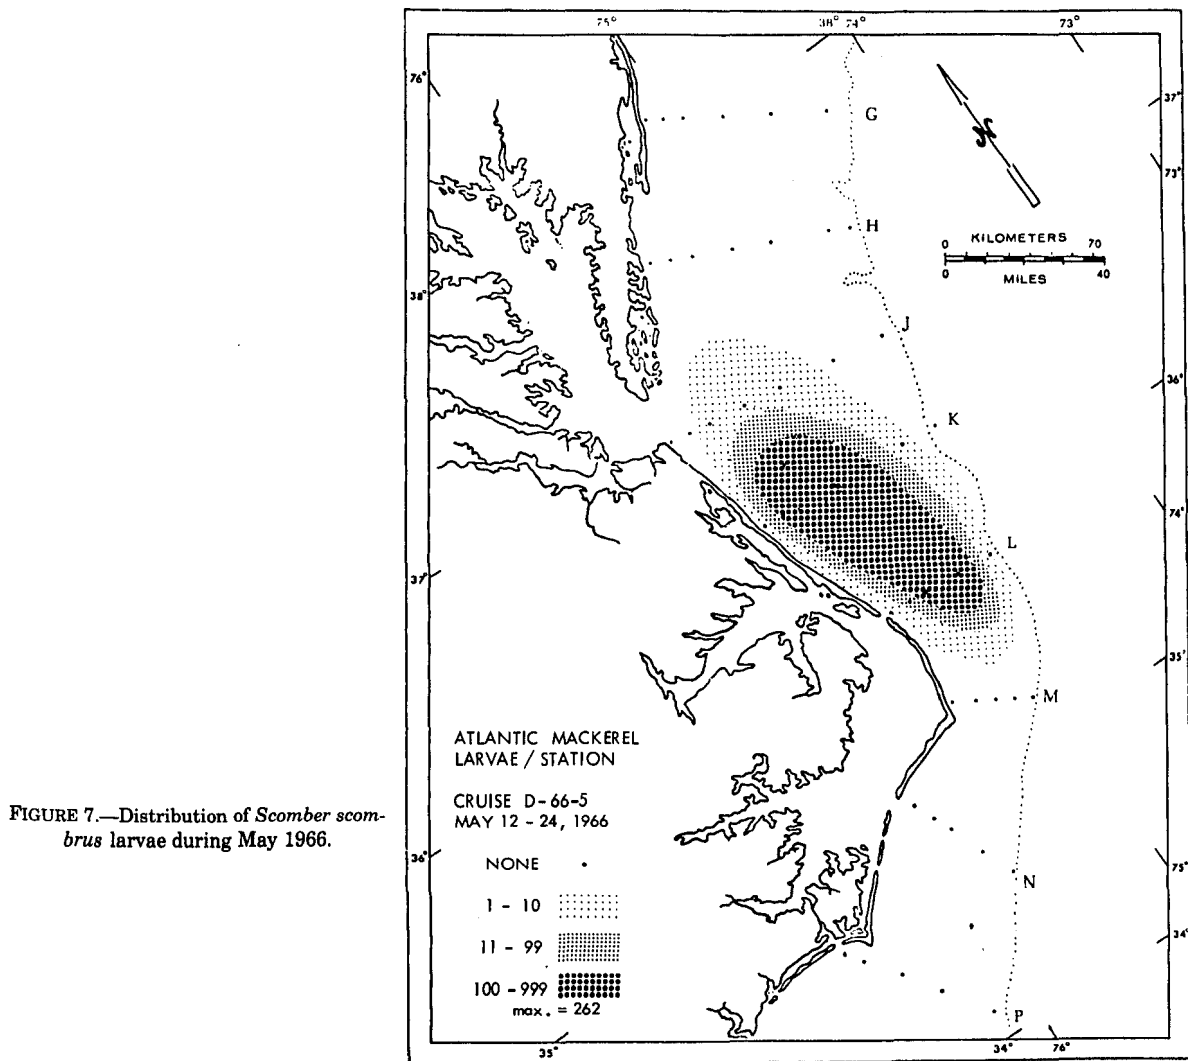 75° 38° 74° 73°
76°
37°
73°
G
H
KILOMETERS
0 70
0 40
MILES
38°
J
36°
K
74°
L
37°
35°
M
ATLANTIC MACKEREL
LARVAE / STATION
CRUISE D-66-5
MAY 12 - 24, 1966
NONE
1 - 10
11 - 99
100 - 999
max. = 262
36°
75°
N
34°
P
35° 34° 76°
FIGURE 7.—Distribution of Scomber scom-
brus larvae during May 1966.